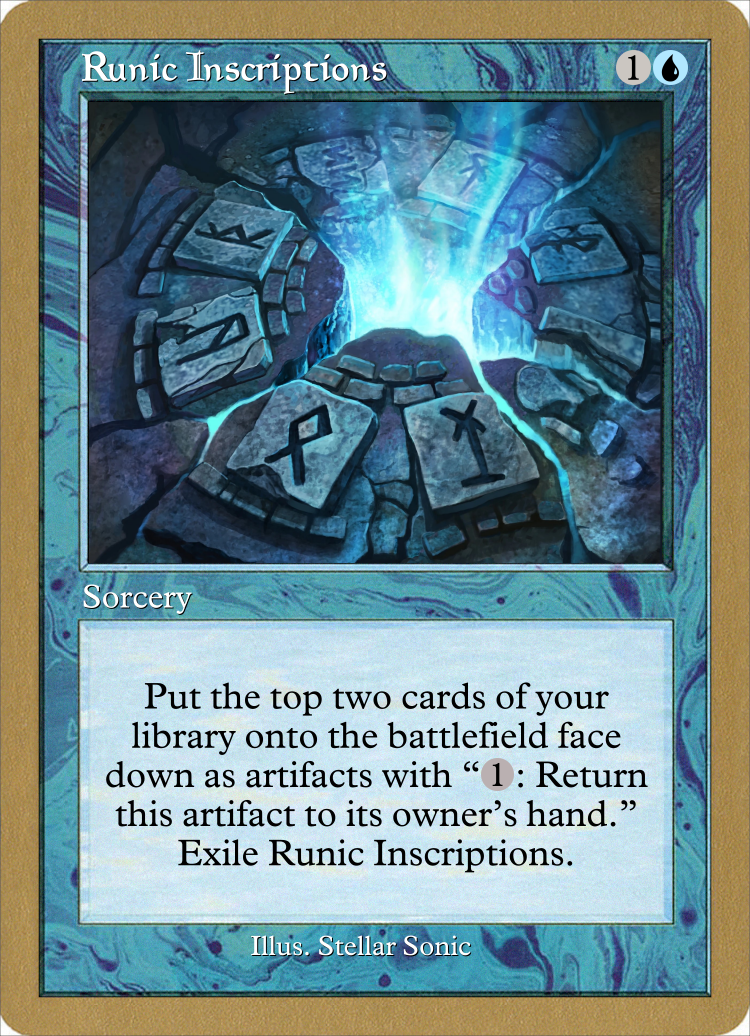 Runic Inscriptions 1
Sorcery
Put the top two cards of your
library onto the battlefield face
down as artifacts with “1: Return
this artifact to its owner’s hand.”
Exile Runic Inscriptions.
Illus. Stellar Sonic